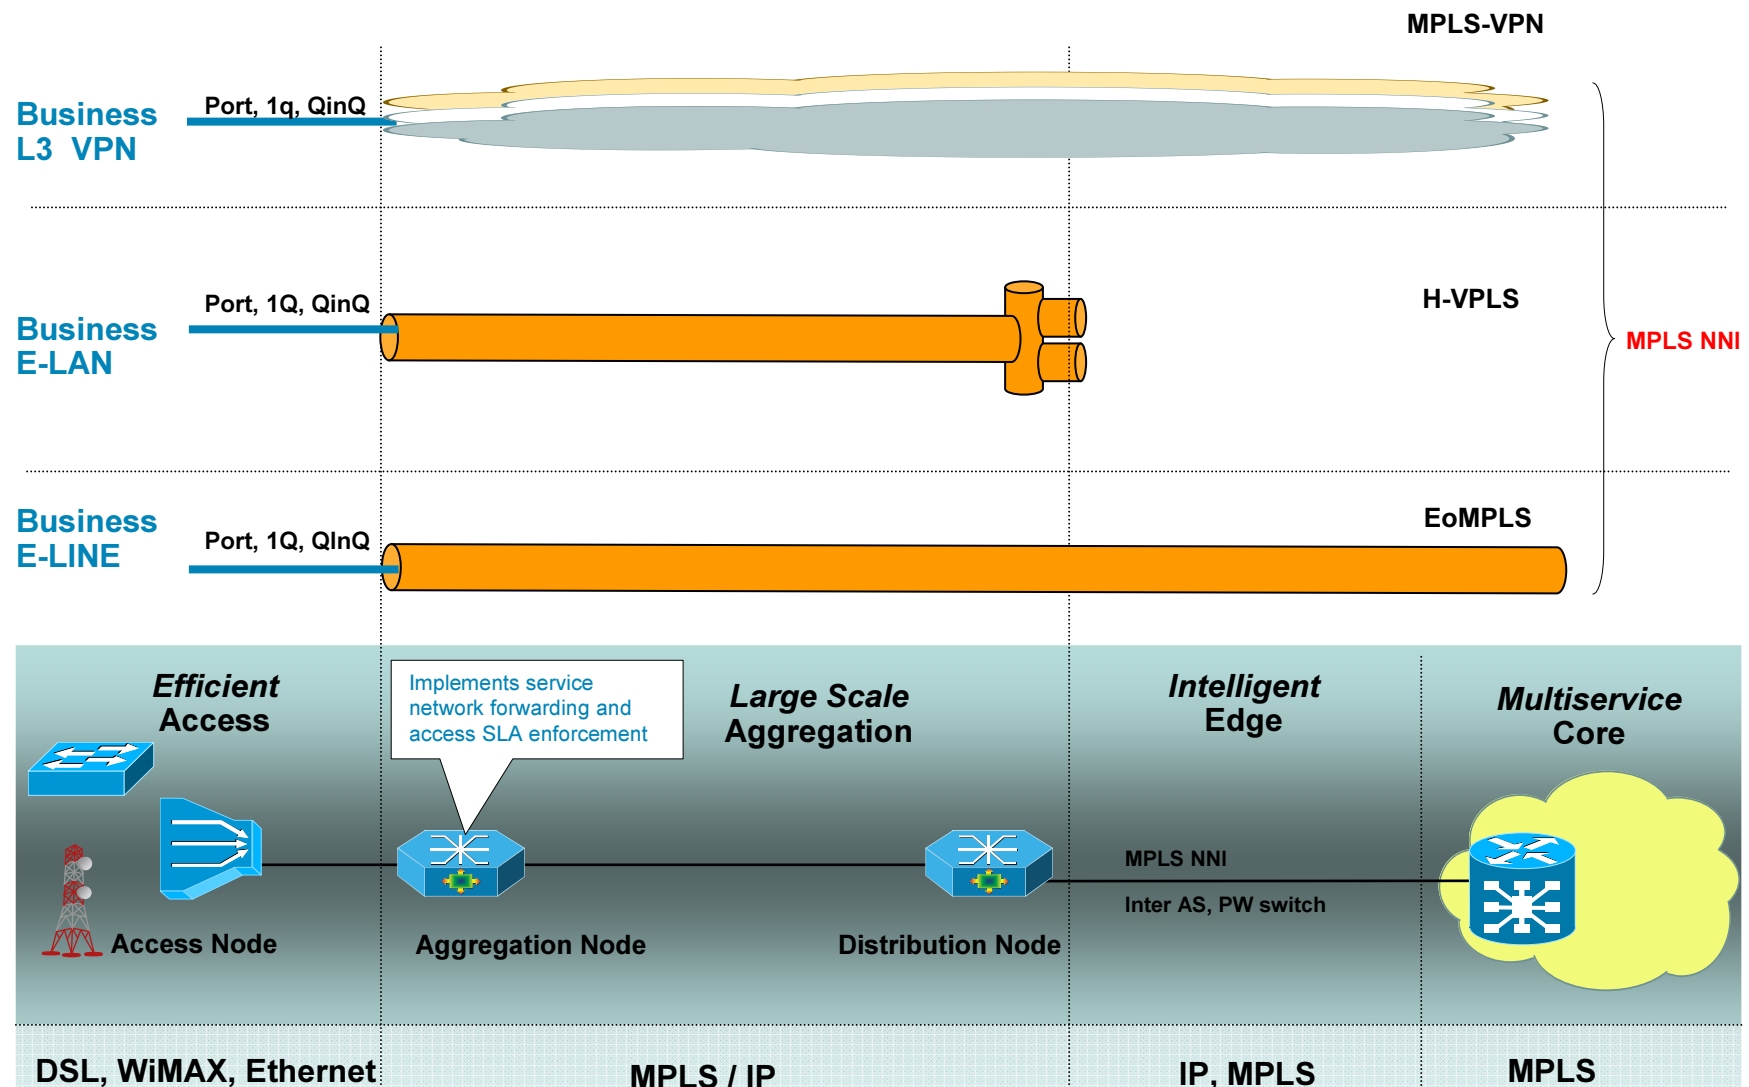 MPLS-VPN
Business
L3 VPN
Port, 1q, QinQ
Business
E-LAN
Port, 1Q, QinQ
H-VPLS
MPLS NNI
Business
E-LINE
Port, 1Q, QInQ
EoMPLS
Efficient
Access
Implements service
network forwarding and
access SLA enforcement
Large Scale
Aggregation
Intelligent
Edge
Multiservice
Core
MPLS NNI
Inter AS, PW switch
Access Node
Aggregation Node
Distribution Node
DSL, WiMAX, Ethernet
MPLS / IP
IP, MPLS
MPLS